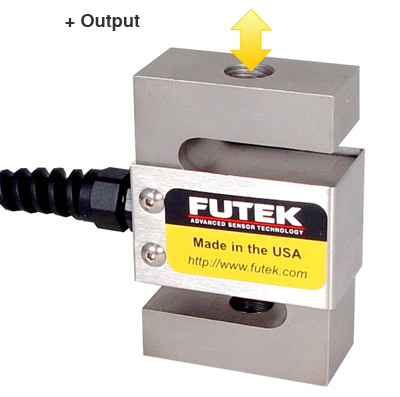 + Output
FUTEK
ADVANCED SENSOR TECHNOLOGY
Made in the USA
http://www.futek.com